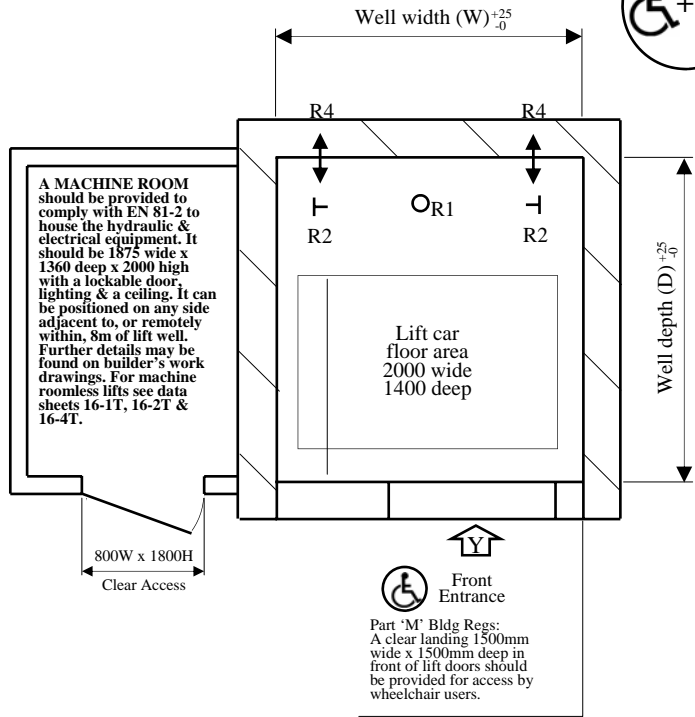 Well width (W) +25 -0
+
R4 R4
R1
R2 R2
A MACHINE ROOM
should be provided to
comply with EN 81-2 to
house the hydraulic &
electrical equipment. It
should be 1875 wide x
1360 deep x 2000 high
with a lockable door,
lighting & a ceiling. It can
be positioned on any side
adjacent to, or remotely
within, 8m of lift well.
Further details may be
found on builder's work
drawings. For machine
roomless lifts see data
sheets 16-1T, 16-2T &
16-4T.
Lift car
floor area
2000 wide
1400 deep
Well depth (D) +25 -0
800W x 1800H
Clear Access
Y
Front
Entrance
Part ‘M’ Bldg Regs:
A clear landing 1500mm
wide x 1500mm deep in
front of lift doors should
be provided for access by
wheelchair users.